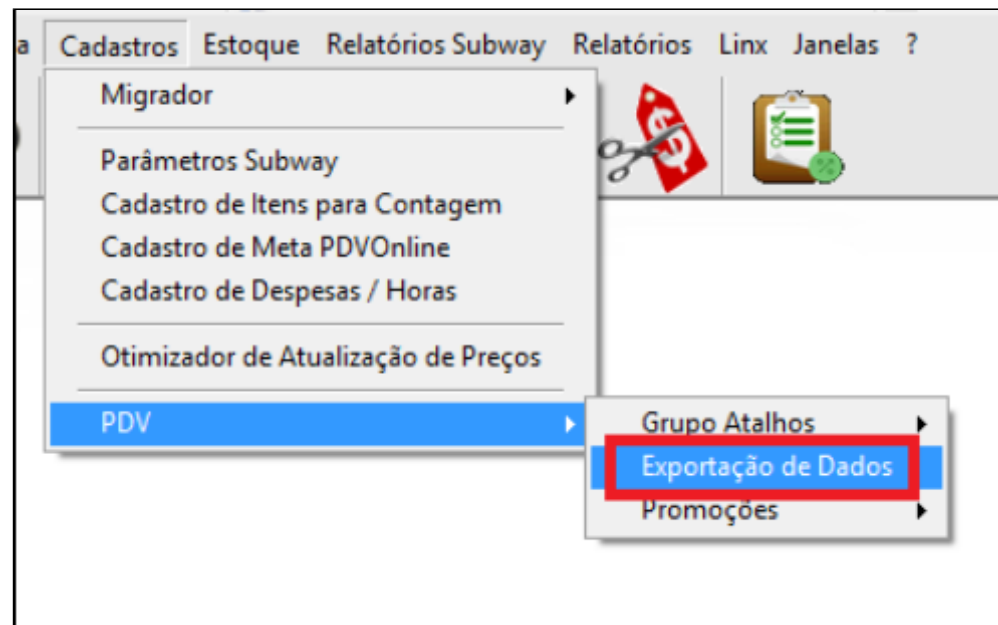 a Cadastros Estoque Relatórios Subway Relatórios Linx Janelas ?
Migrador
Parâmetros Subway
Cadastro de Itens para Contagem
Cadastro de Meta PDVOnline
Cadastro de Despesas / Horas
Otimizador de Atualização de Preços
PDV
Grupo Atalhos
Exportação de Dados
Promoções